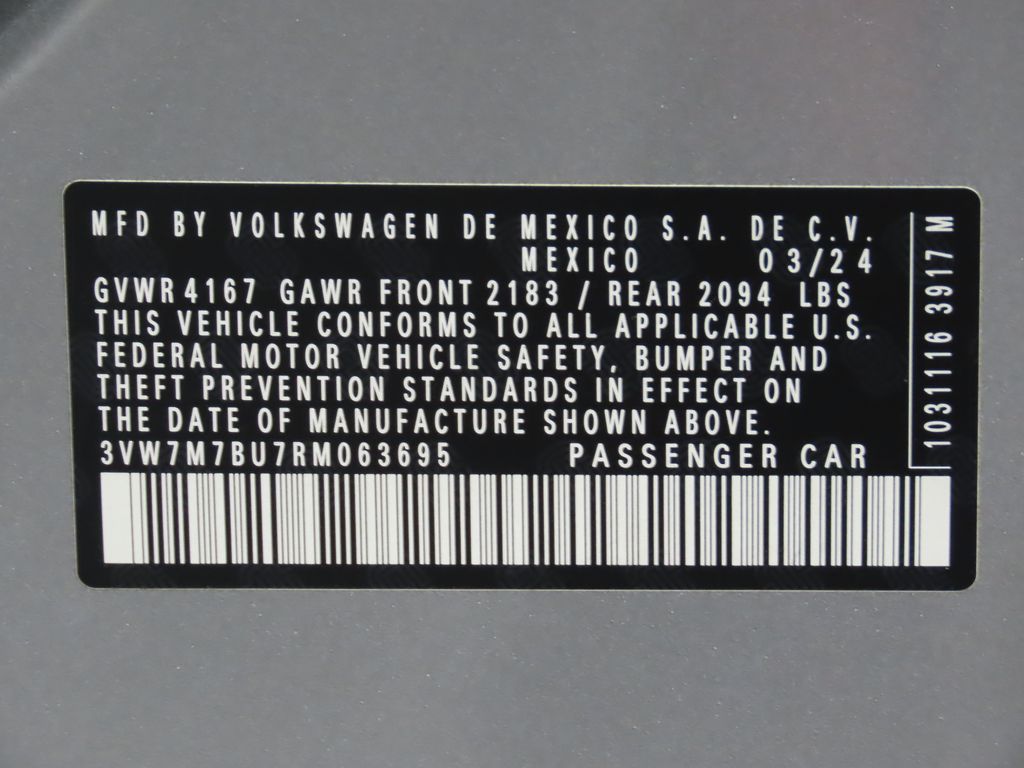 MFD BY VOLKSWAGEN DE MEXICO S.A. DE C.V.
MEXICO 03/24
GVWR 4167 GAWR FRONT 2183 / REAR 2094 LBS
THIS VEHICLE CONFORMS TO ALL APPLICABLE U.S.
FEDERAL MOTOR VEHICLE SAFETY, BUMPER AND
THEFT PREVENTION STANDARDS IN EFFECT ON
THE DATE OF MANUFACTURE SHOWN ABOVE.
3VW7M7BU7RM063695 PASSENGER CAR
1031116 3917 M